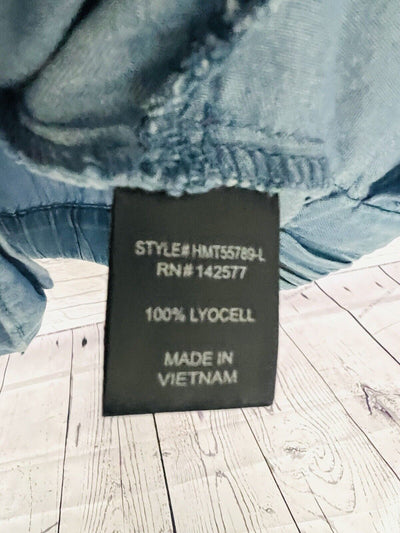 STYLE# HMT55789-L
RN# 142577
100% LYOCELL
MADE IN
VIETNAM